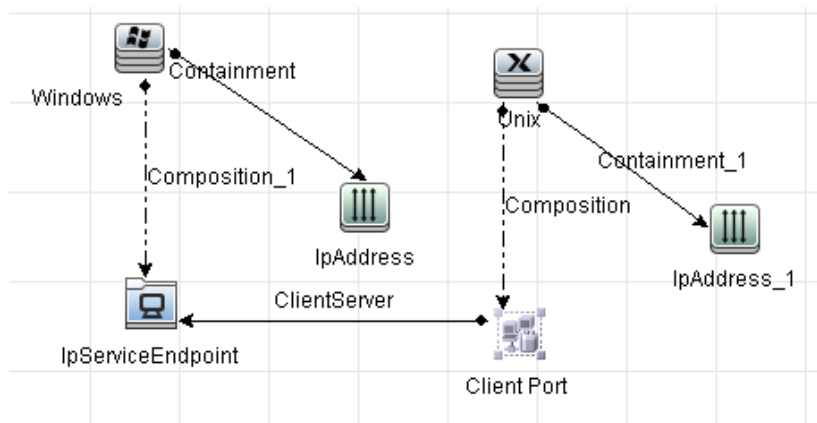 Containment
Windows
Unix
Composition_1
Containment_1
Composition
IpAddress
IpAddress_1
ClientServer
IpServiceEndpoint
Client Port